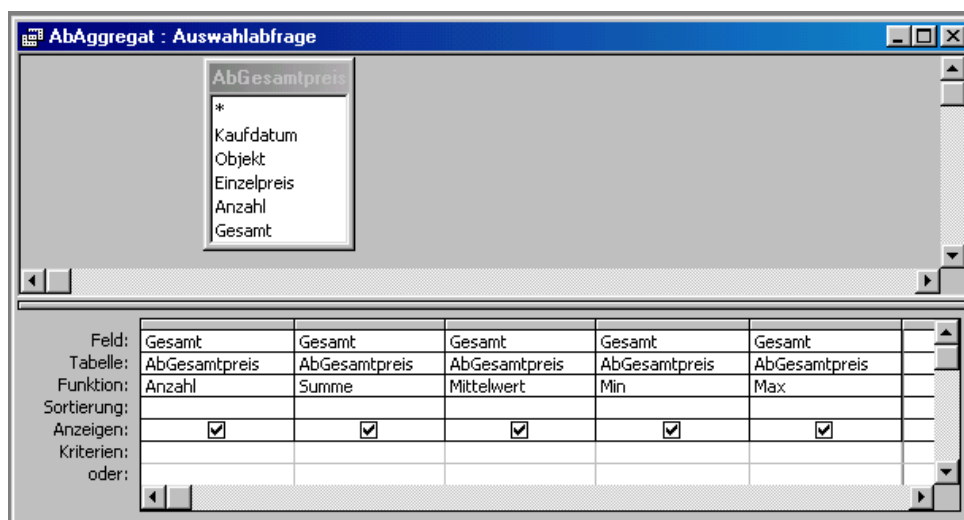 AbAggregat : Auswahlabfrage
AbGesamtpreis
*
Kaufdatum
Objekt
Einzelpreis
Anzahl
Gesamt
Feld: Gesamt Gesamt Gesamt Gesamt Gesamt
Tabelle: AbGesamtpreis AbGesamtpreis AbGesamtpreis AbGesamtpreis AbGesamtpreis
Funktion: Anzahl Summe Mittelwert Min Max
Sortierung:
Anzeigen:
Kriterien:
oder: